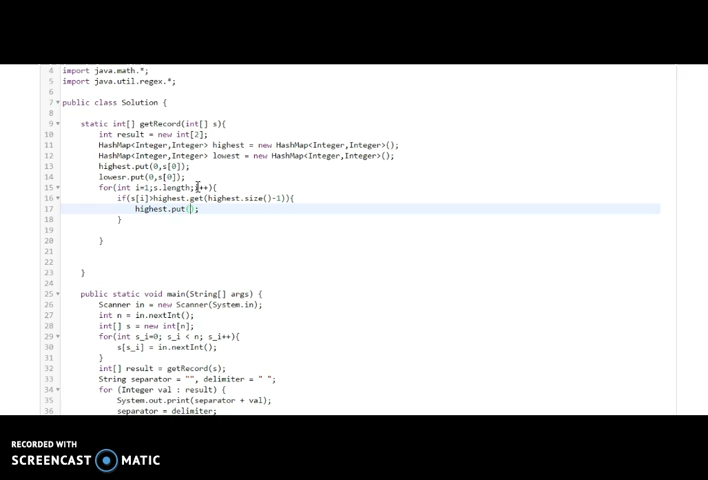 4 import java.math.*;
5 import java.util.regex.*;
6
7 public class Solution {
8
9 static int[] getRecord(int[] s){
10 int result = new int[2];
11 HashMap<Integer,Integer> highest = new HashMap<Integer,Integer>();
12 HashMap<Integer,Integer> lowest = new HashMap<Integer,Integer>();
13 highest.put(0,s[0]);
14 lowesr.put(0,s[0]);
15 for(int i=1;s.length;i++){
16 if(s[i]>highest.get(highest.size()-1)){
17 highest.put();
18 }
19
20 }
21
22
23 }
24
25 public static void main(String[] args) {
26 Scanner in = new Scanner(System.in);
27 int n = in.nextInt();
28 int[] s = new int[n];
29 for(int s_i=0; s_i < n; s_i++){
30 s[s_i] = in.nextInt();
31 }
32 int[] result = getRecord(s);
33 String separator = "", delimiter = " ";
34 for (Integer val : result) {
35 System.out.print(separator + val);
36 separator = delimiter;
RECORDED WITH
SCREENCAST MATIC